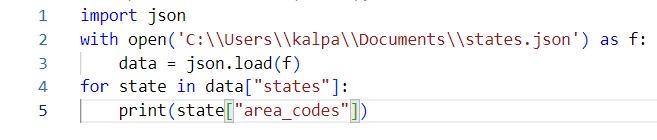 1 import json
2 with open('C:\\Users\\kalpa\\Documents\\states.json') as f:
3     data = json.load(f)
4 for state in data["states"]:
5     print(state["area_codes"])